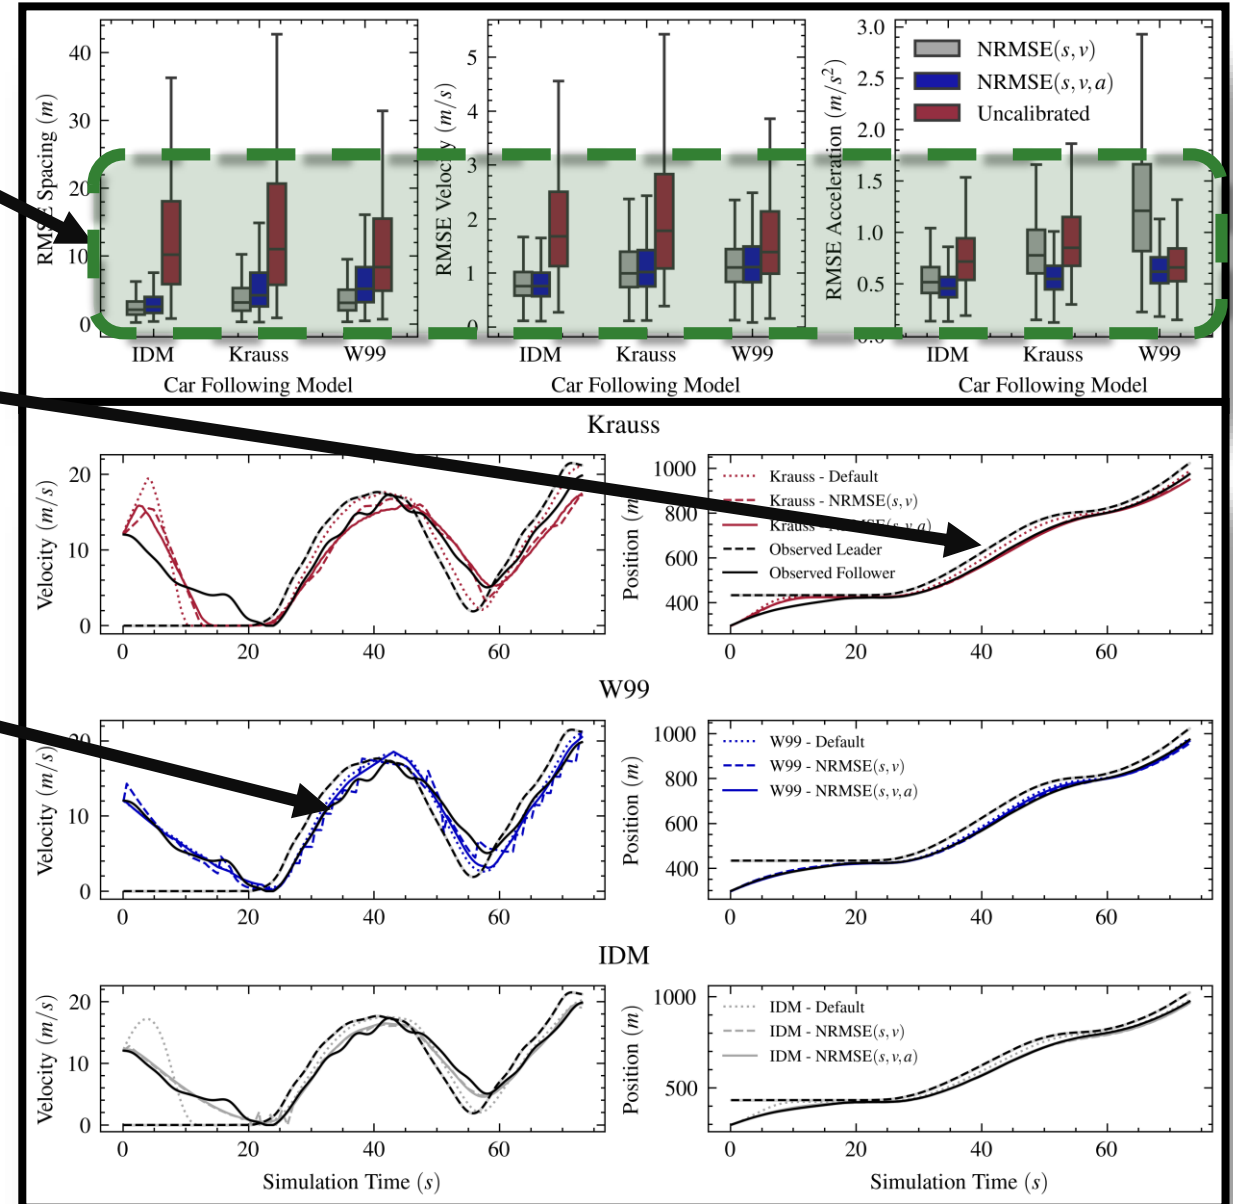 40
30
20
10
0
RMSE Spacing (m)
IDM Krauss W99
Car Following Model
5
4
3
2
1
0
RMSE Velocity (m/s)
IDM Krauss W99
Car Following Model
3.0
2.5
2.0
1.5
1.0
0.5
0.0
RMSE Acceleration (m/s²)
NRMSE(s, v)
NRMSE(s, v, a)
Uncalibrated
IDM Krauss W99
Car Following Model
Krauss
20
10
0
Velocity (m/s)
0 20 40 60
1000
800
600
400
Position (m)
Krauss - Default
Krauss - NRMSE(s, v)
Krauss - NRMSE(s, v, a)
Observed Leader
Observed Follower
0 20 40 60
W99
20
10
0
Velocity (m/s)
0 20 40 60
1000
800
600
400
Position (m)
W99 - Default
W99 - NRMSE(s, v)
W99 - NRMSE(s, v, a)
0 20 40 60
IDM
20
10
0
Velocity (m/s)
0 20 40 60
Simulation Time (s)
1000
500
Position (m)
IDM - Default
IDM - NRMSE(s, v)
IDM - NRMSE(s, v, a)
0 20 40 60
Simulation Time (s)